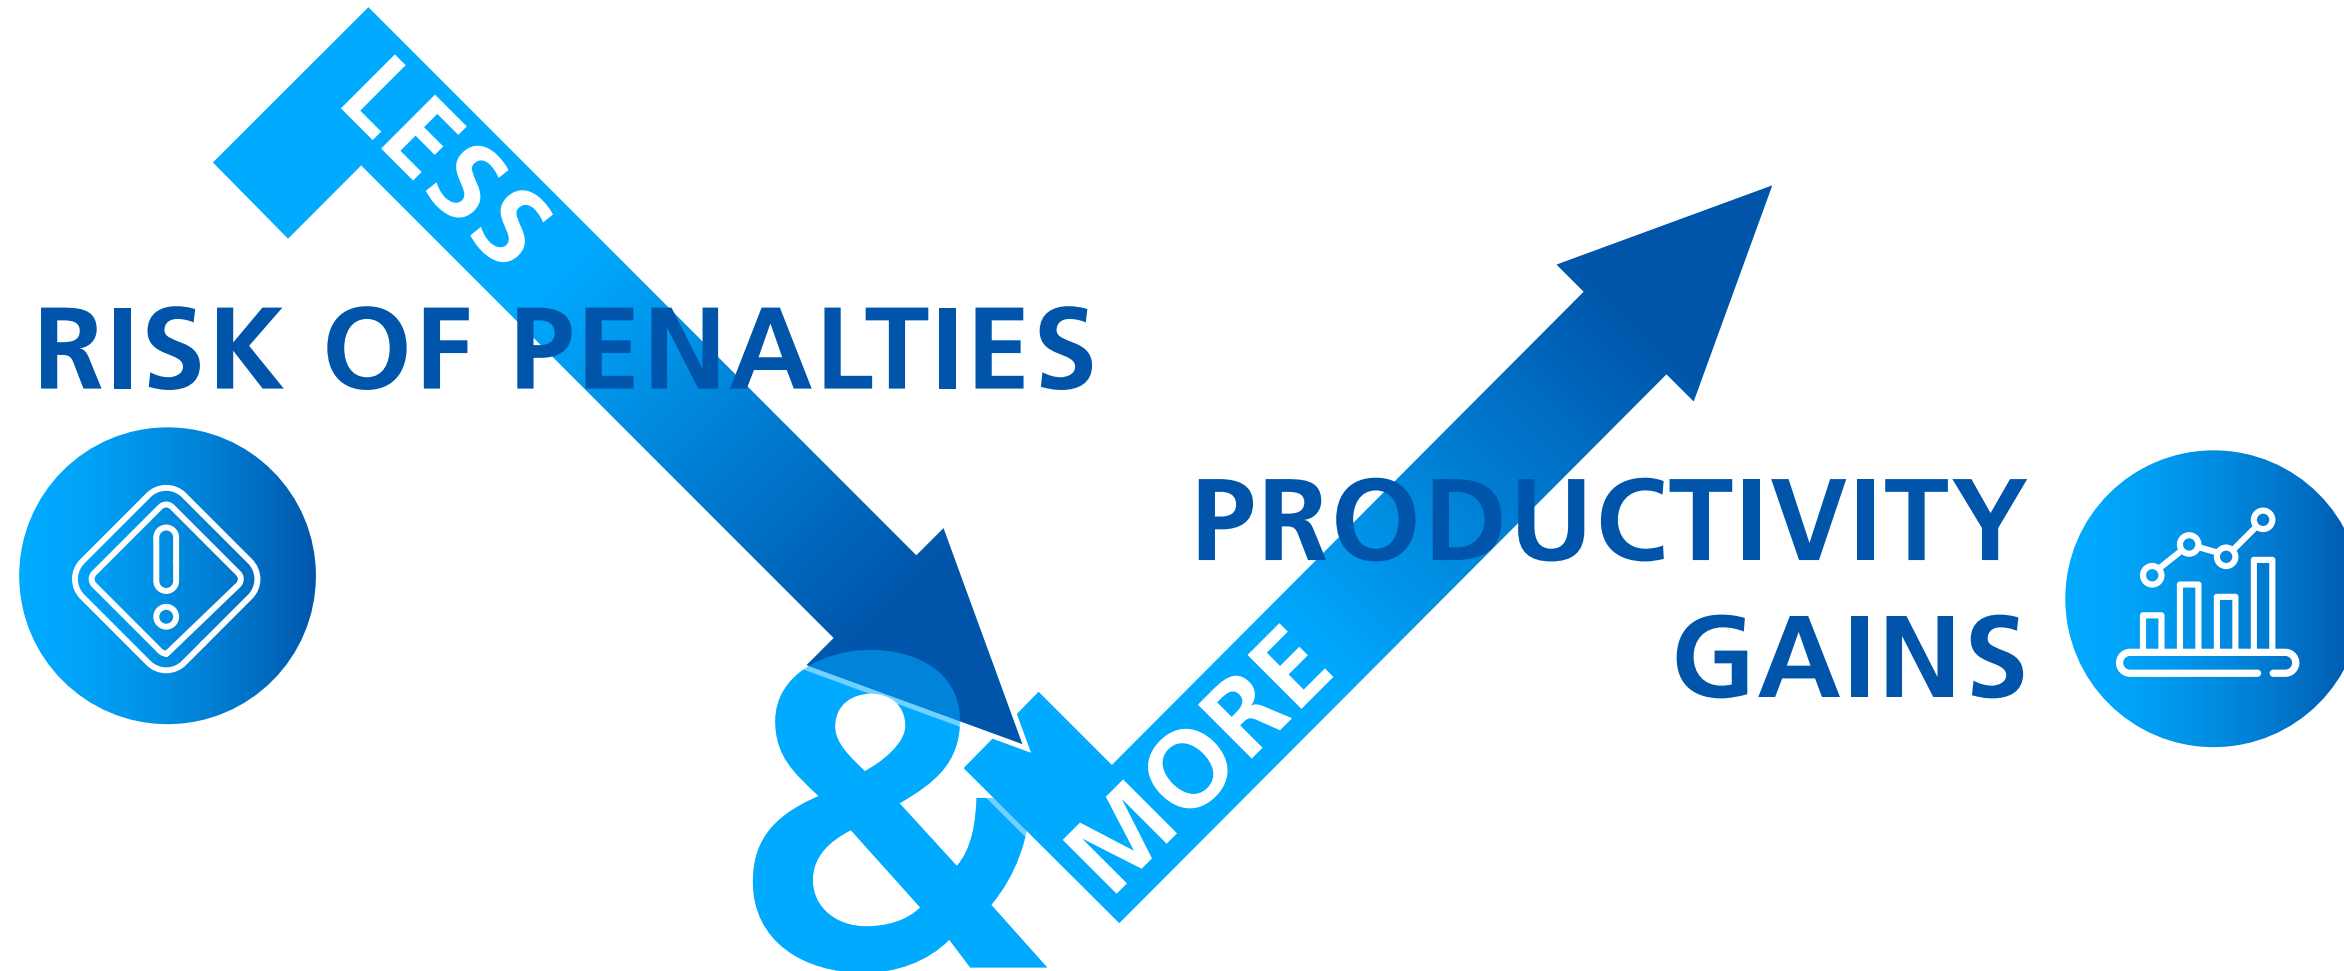 LESS
RISK OF PENALTIES
&
MORE
PRODUCTIVITY
GAINS